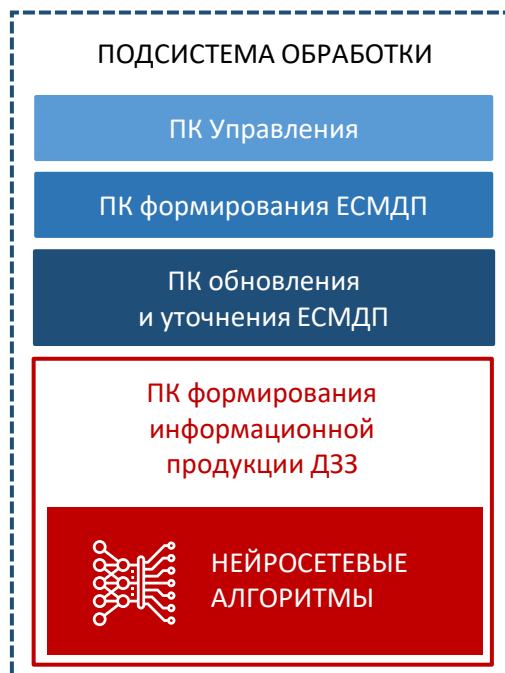 ПОДСИСТЕМА ОБРАБОТКИ
ПК Управления
ПК формирования ЕСМДП
ПК обновления
и уточнения ЕСМДП
ПК формирования
информационной
продукции ДЗЗ
НЕЙРОСЕТЕВЫЕ
АЛГОРИТМЫ